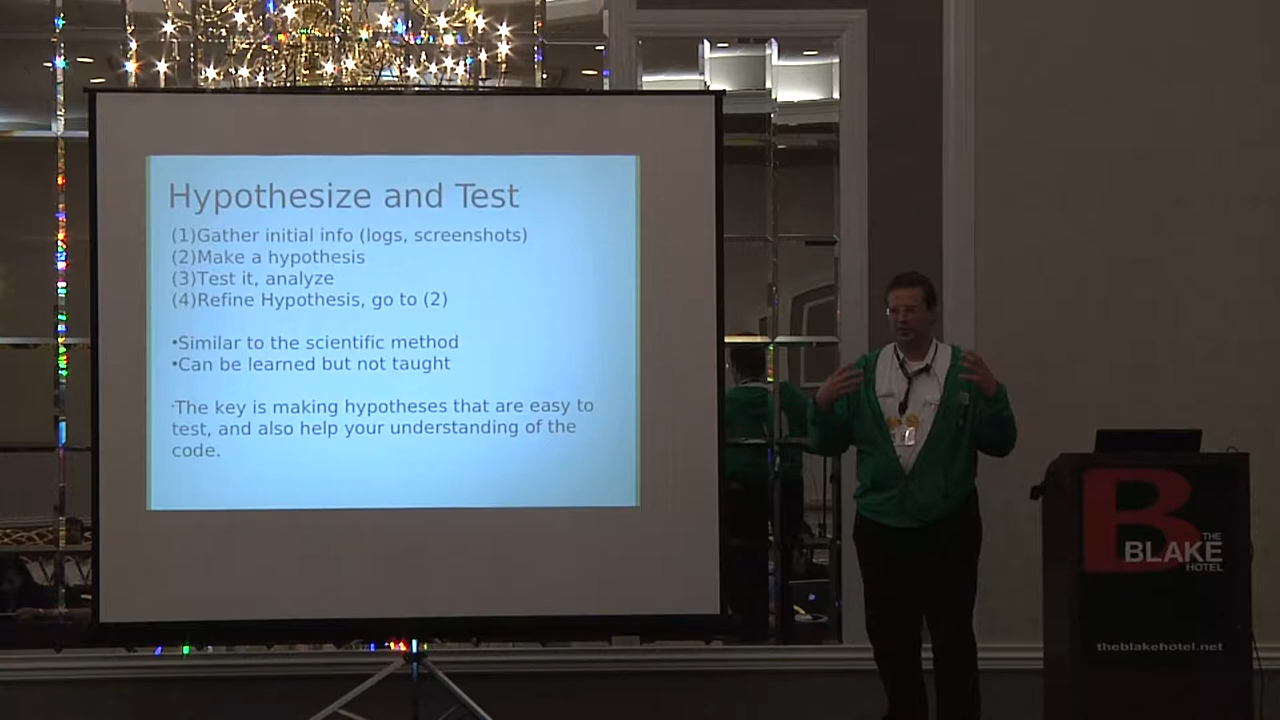 Hypothesize and Test
(1)Gather initial info (logs, screenshots)
(2)Make a hypothesis
(3)Test it, analyze
(4)Refine Hypothesis, go to (2)
•Similar to the scientific method
•Can be learned but not taught
•The key is making hypotheses that are easy to
test, and also help your understanding of the
code.
B
THE
BLAKE
HOTEL
theblakehotel.net